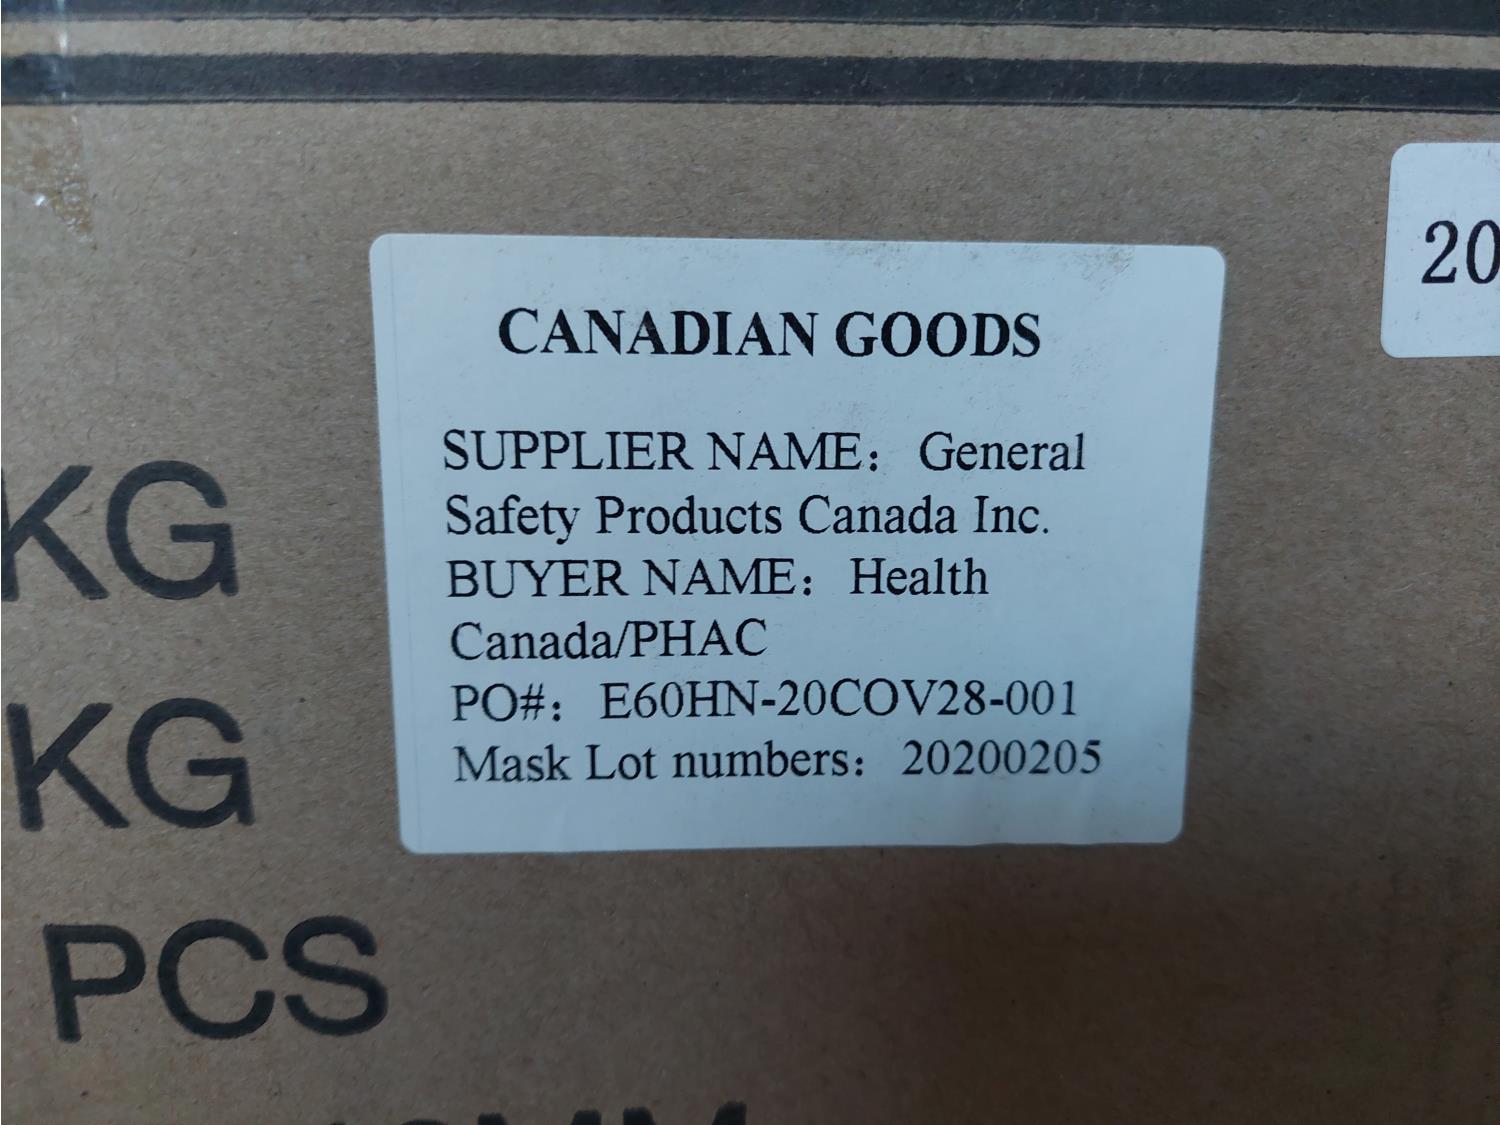 20
CANADIAN GOODS
SUPPLIER NAME： General
Safety Products Canada Inc.
BUYER NAME： Health
Canada/PHAC
PO#： E60HN-20COV28-001
Mask Lot numbers： 20200205
KG
KG
PCS